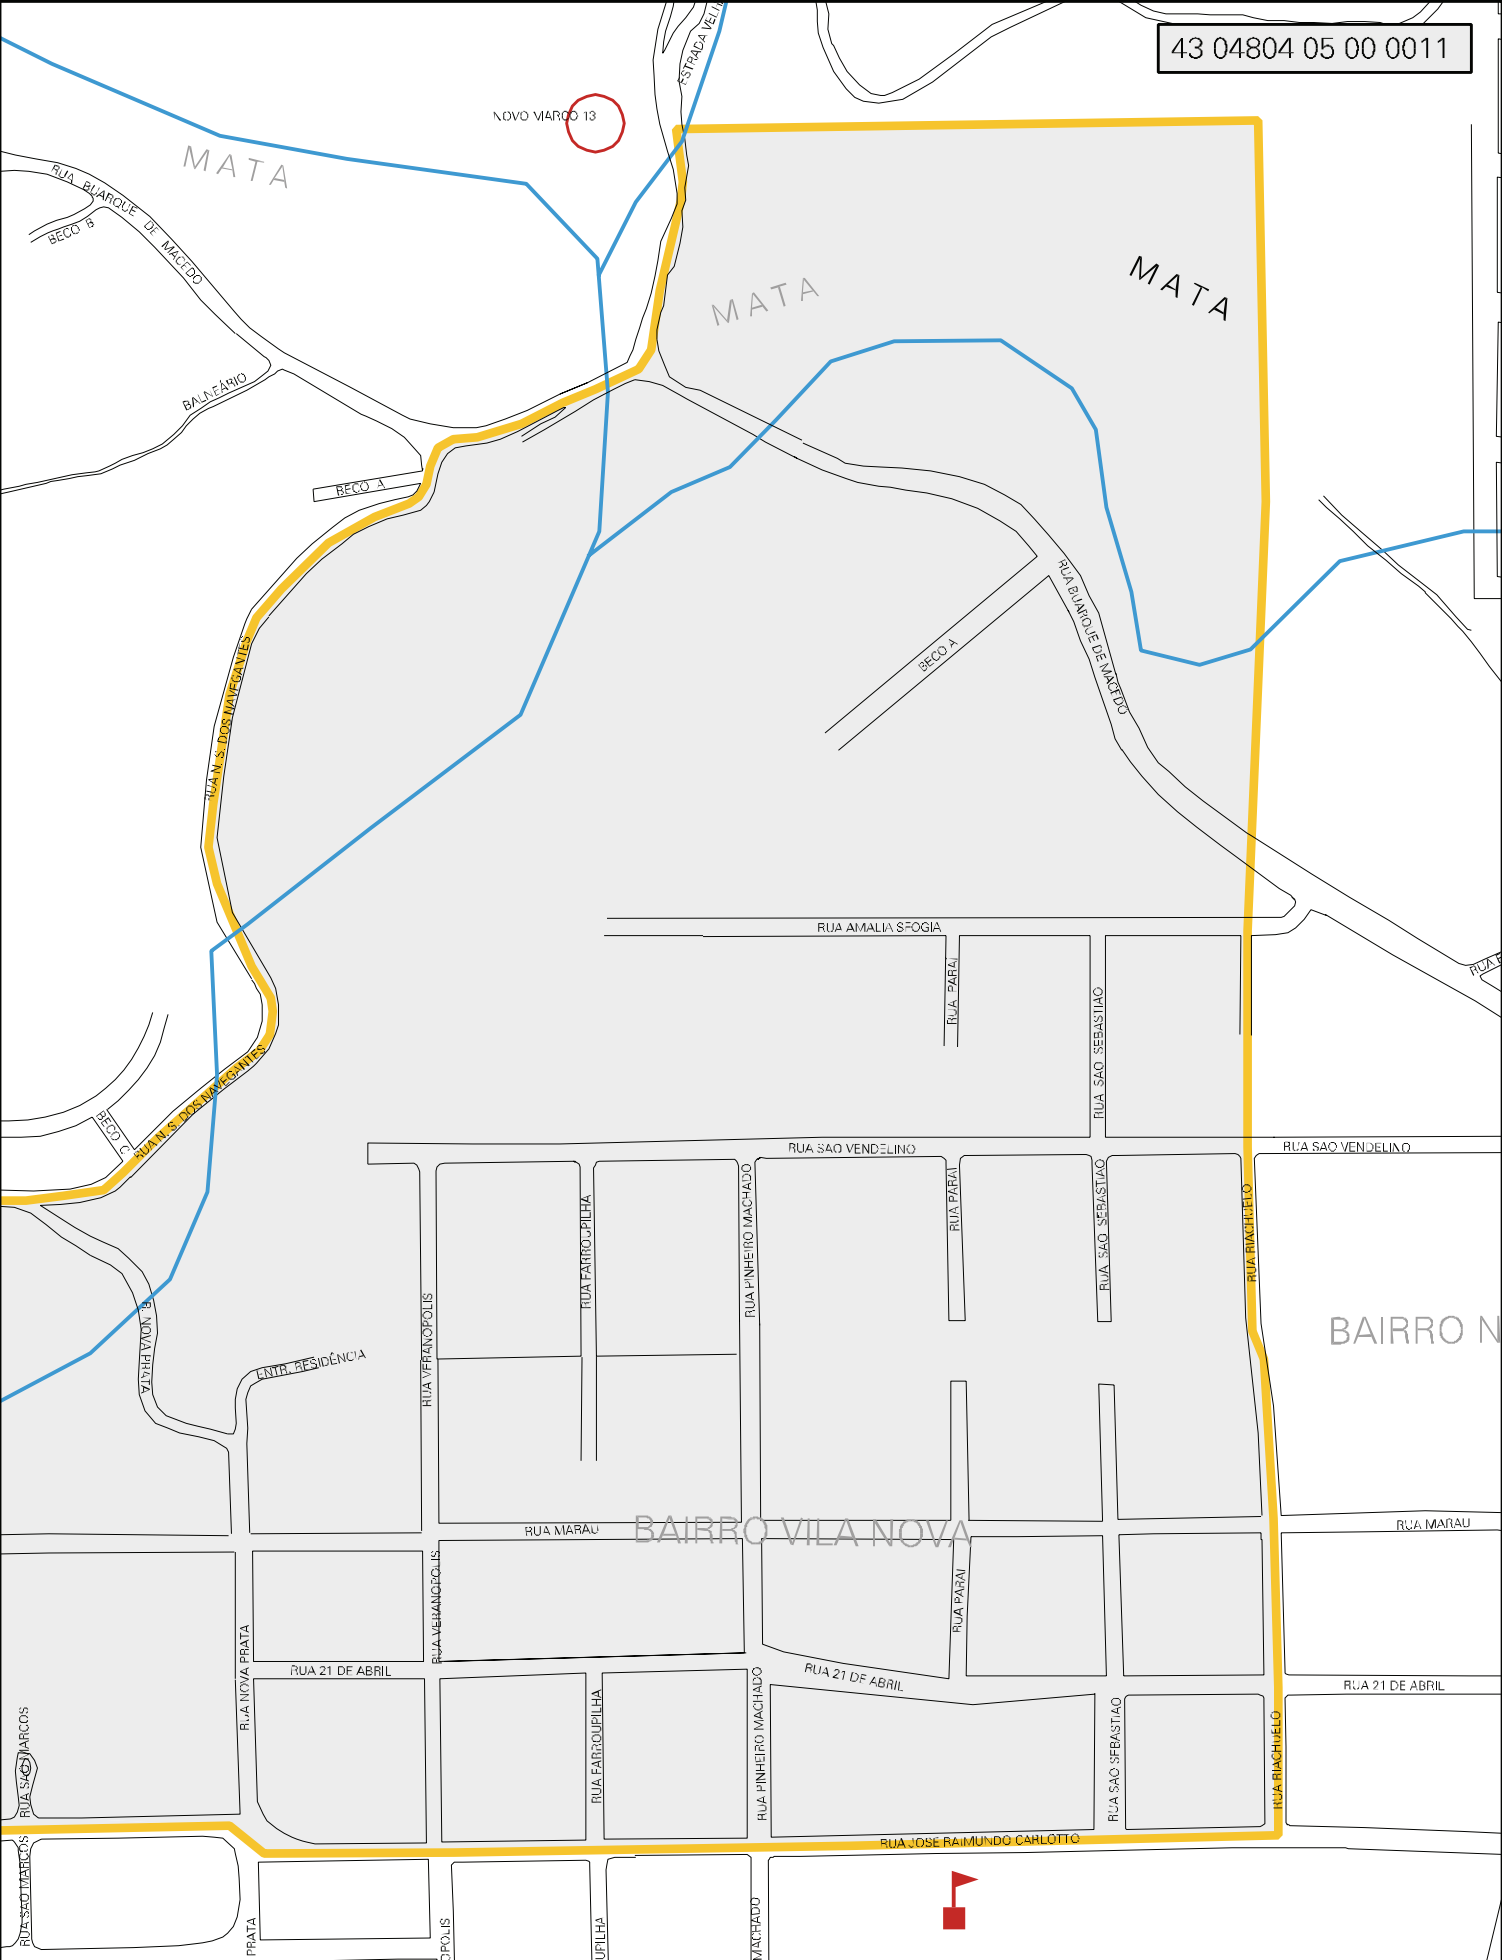 43 04804 05 00 0011
NOVO MARCO 13
MATA
RUA BUARQUE DE MACEDO
BECO B
MATA
MATA
BALNEÁRIO
BECO A
RUA BUARQUE DE MACEDO
BECO A
RUA N. S. DOS NAVEGANTES
RUA AMALIA SFOGIA
RUA PARAI
RUA SAO SEBASTIAO
BECO C
RUA N. S. DOS NAVEGANTES
RUA SAO VENDELINO
RUA SAO VENDELINO
RUA FARROUPILHA
RUA PINHEIRO MACHADO
RUA PARAI
RUA SAO SEBASTIAO
RUA RIACHUELO
R. NOVA PRATA
ENTR. RESIDÊNCIA
RUA VERANOPOLIS
BAIRRO N
RUA MARAU
BAIRRO VILA NOVA
RUA MARAU
RUA VERANOPOLIS
RUA PARAI
RUA NOVA PRATA
RUA 21 DE ABRIL
RUA 21 DE ABRIL
RUA 21 DE ABRIL
RUA SAO MARCOS
RUA FARROUPILHA
RUA PINHEIRO MACHADO
RUA SAO SEBASTIAO
RUA RIACHUELO
RUA JOSE RAIMUNDO CARLOTTO
RUA SAO MARCOS
PRATA
OPOLIS
UPILHA
MACHADO